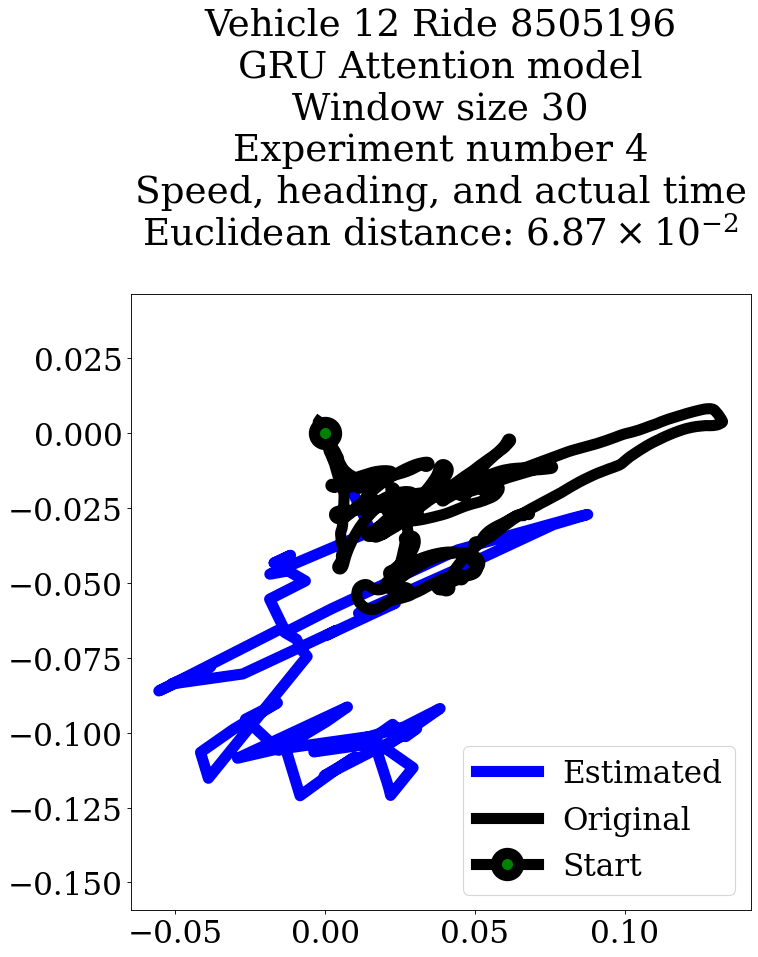 Vehicle 12 Ride 8505196
GRU Attention model
Window size 30
Experiment number 4
Speed, heading, and actual time
Euclidean distance: 6.87 × 10⁻²
0.025
0.000
−0.025
−0.050
−0.075
−0.100
−0.125
−0.150
Estimated
Original
Start
−0.05
0.00
0.05
0.10